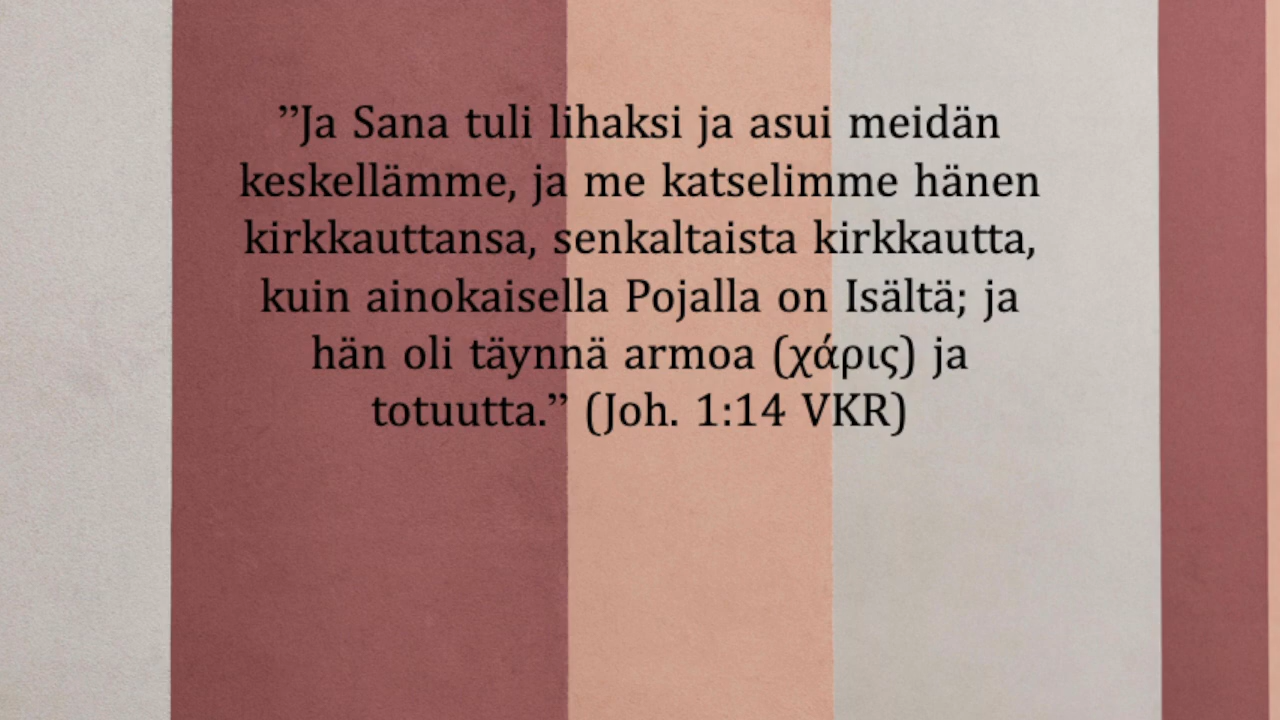 ”Ja Sana tuli lihaksi ja asui meidän
keskellämme, ja me katselimme hänen
kirkkauttansa, senkaltaista kirkkautta,
kuin ainokaisella Pojalla on Isältä; ja
hän oli täynnä armoa (χάρις) ja
totuutta.” (Joh. 1:14 VKR)